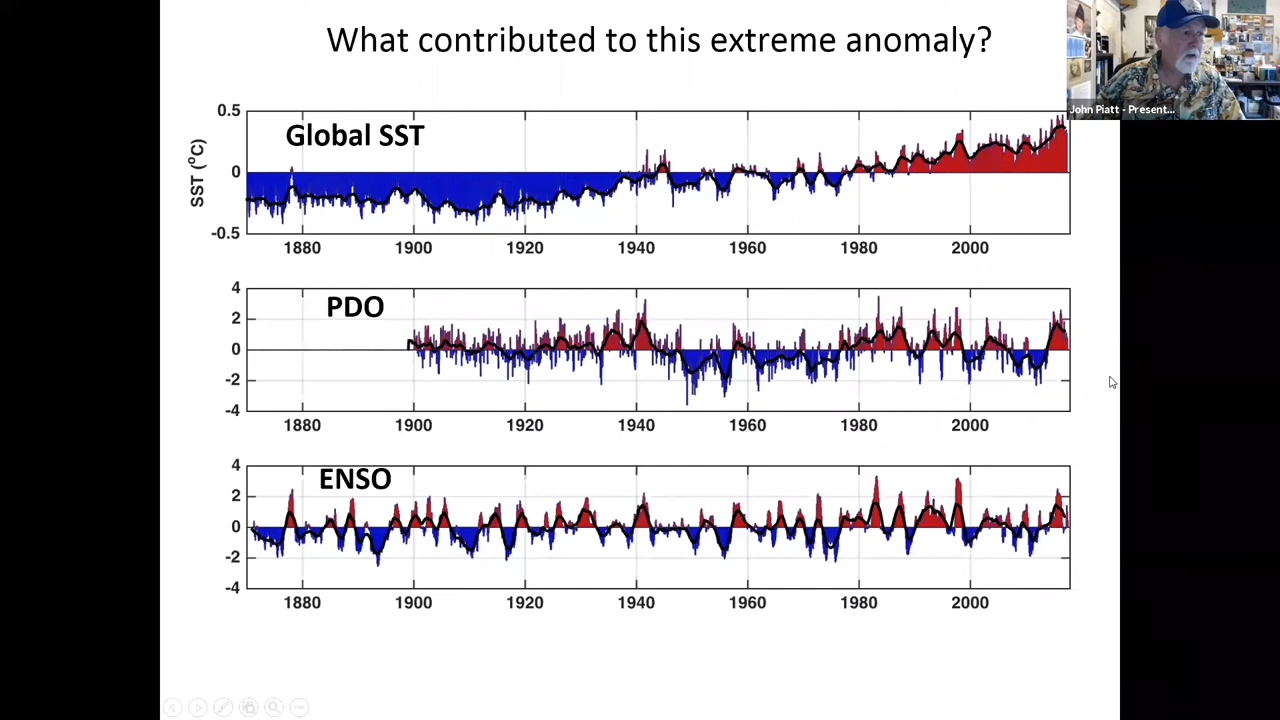 What contributed to this extreme anomaly?
John Piatt - Present...
Global SST
SST (°C)
0.5
0
-0.5
1880 1900 1920 1940 1960 1980 2000
PDO
4
2
0
-2
-4
1880 1900 1920 1940 1960 1980 2000
ENSO
4
2
0
-2
-4
1880 1900 1920 1940 1960 1980 2000